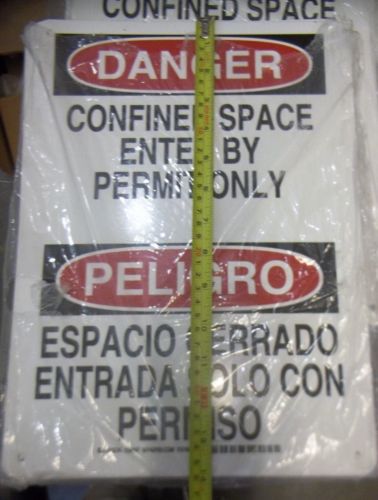 CONFINED SPACE
DANGER
CONFINED SPACE
ENTER BY
PERMIT ONLY
PELIGRO
ESPACIO CERRADO
ENTRADA SOLO CON
PERMISO